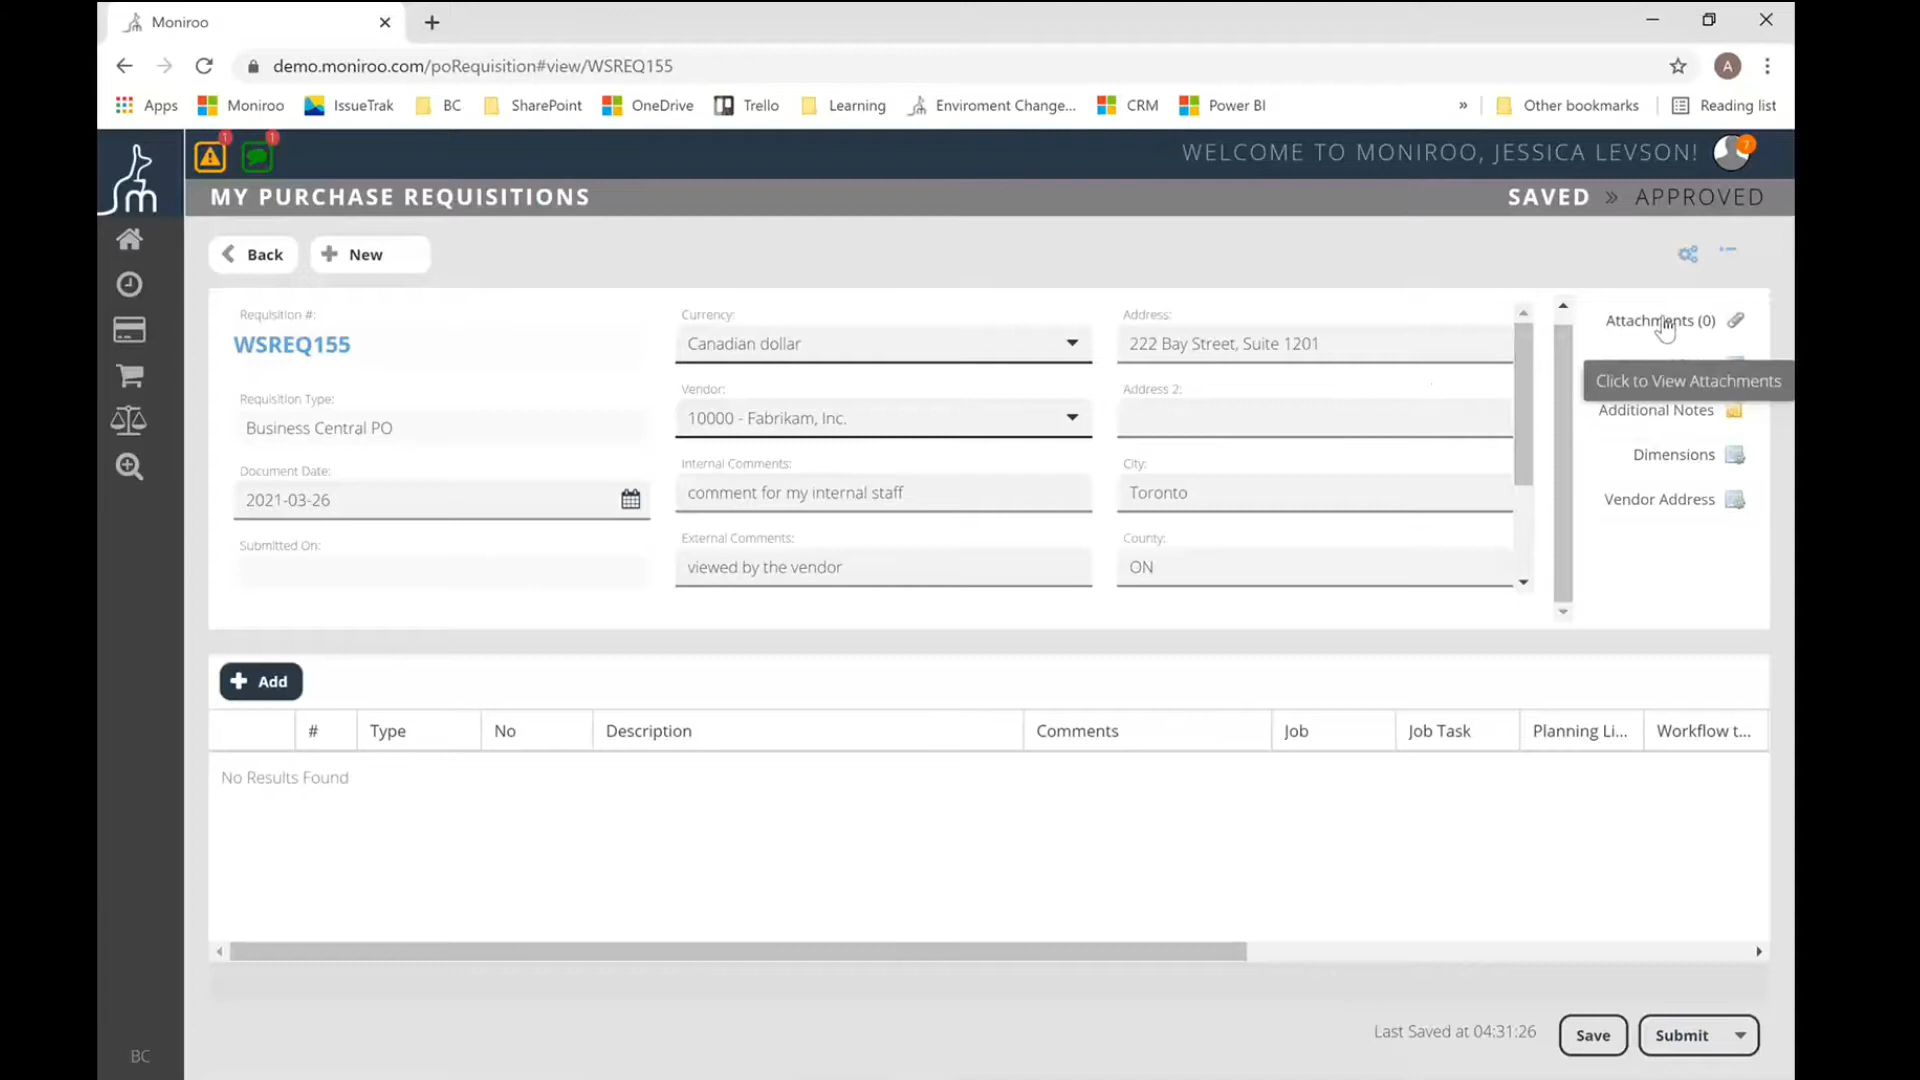 Moniroo
demo.moniroo.com/poRequisition#view/WSREQ155
A
Apps
Moniroo
IssueTrak
BC
SharePoint
OneDrive
Trello
Learning
Enviroment Change...
CRM
Power BI
»
Other bookmarks
Reading list
1
1
WELCOME TO MONIROO, JESSICA LEVSON!
7
m
MY PURCHASE REQUISITIONS
SAVED » APPROVED
Back
New
Requisition #:
WSREQ155
Requisition Type:
Business Central PO
Document Date:
2021-03-26
Submitted On:
Currency:
Canadian dollar
Vendor:
10000 - Fabrikam, Inc.
Internal Comments:
comment for my internal staff
External Comments:
viewed by the vendor
Address:
222 Bay Street, Suite 1201
Address 2:
City:
Toronto
County:
ON
Attachments (0)
Click to View Attachments
Additional Notes
Dimensions
Vendor Address
Add
# Type No Description Comments Job Job Task Planning Li... Workflow t...
No Results Found
Last Saved at 04:31:26
Save
Submit
BC